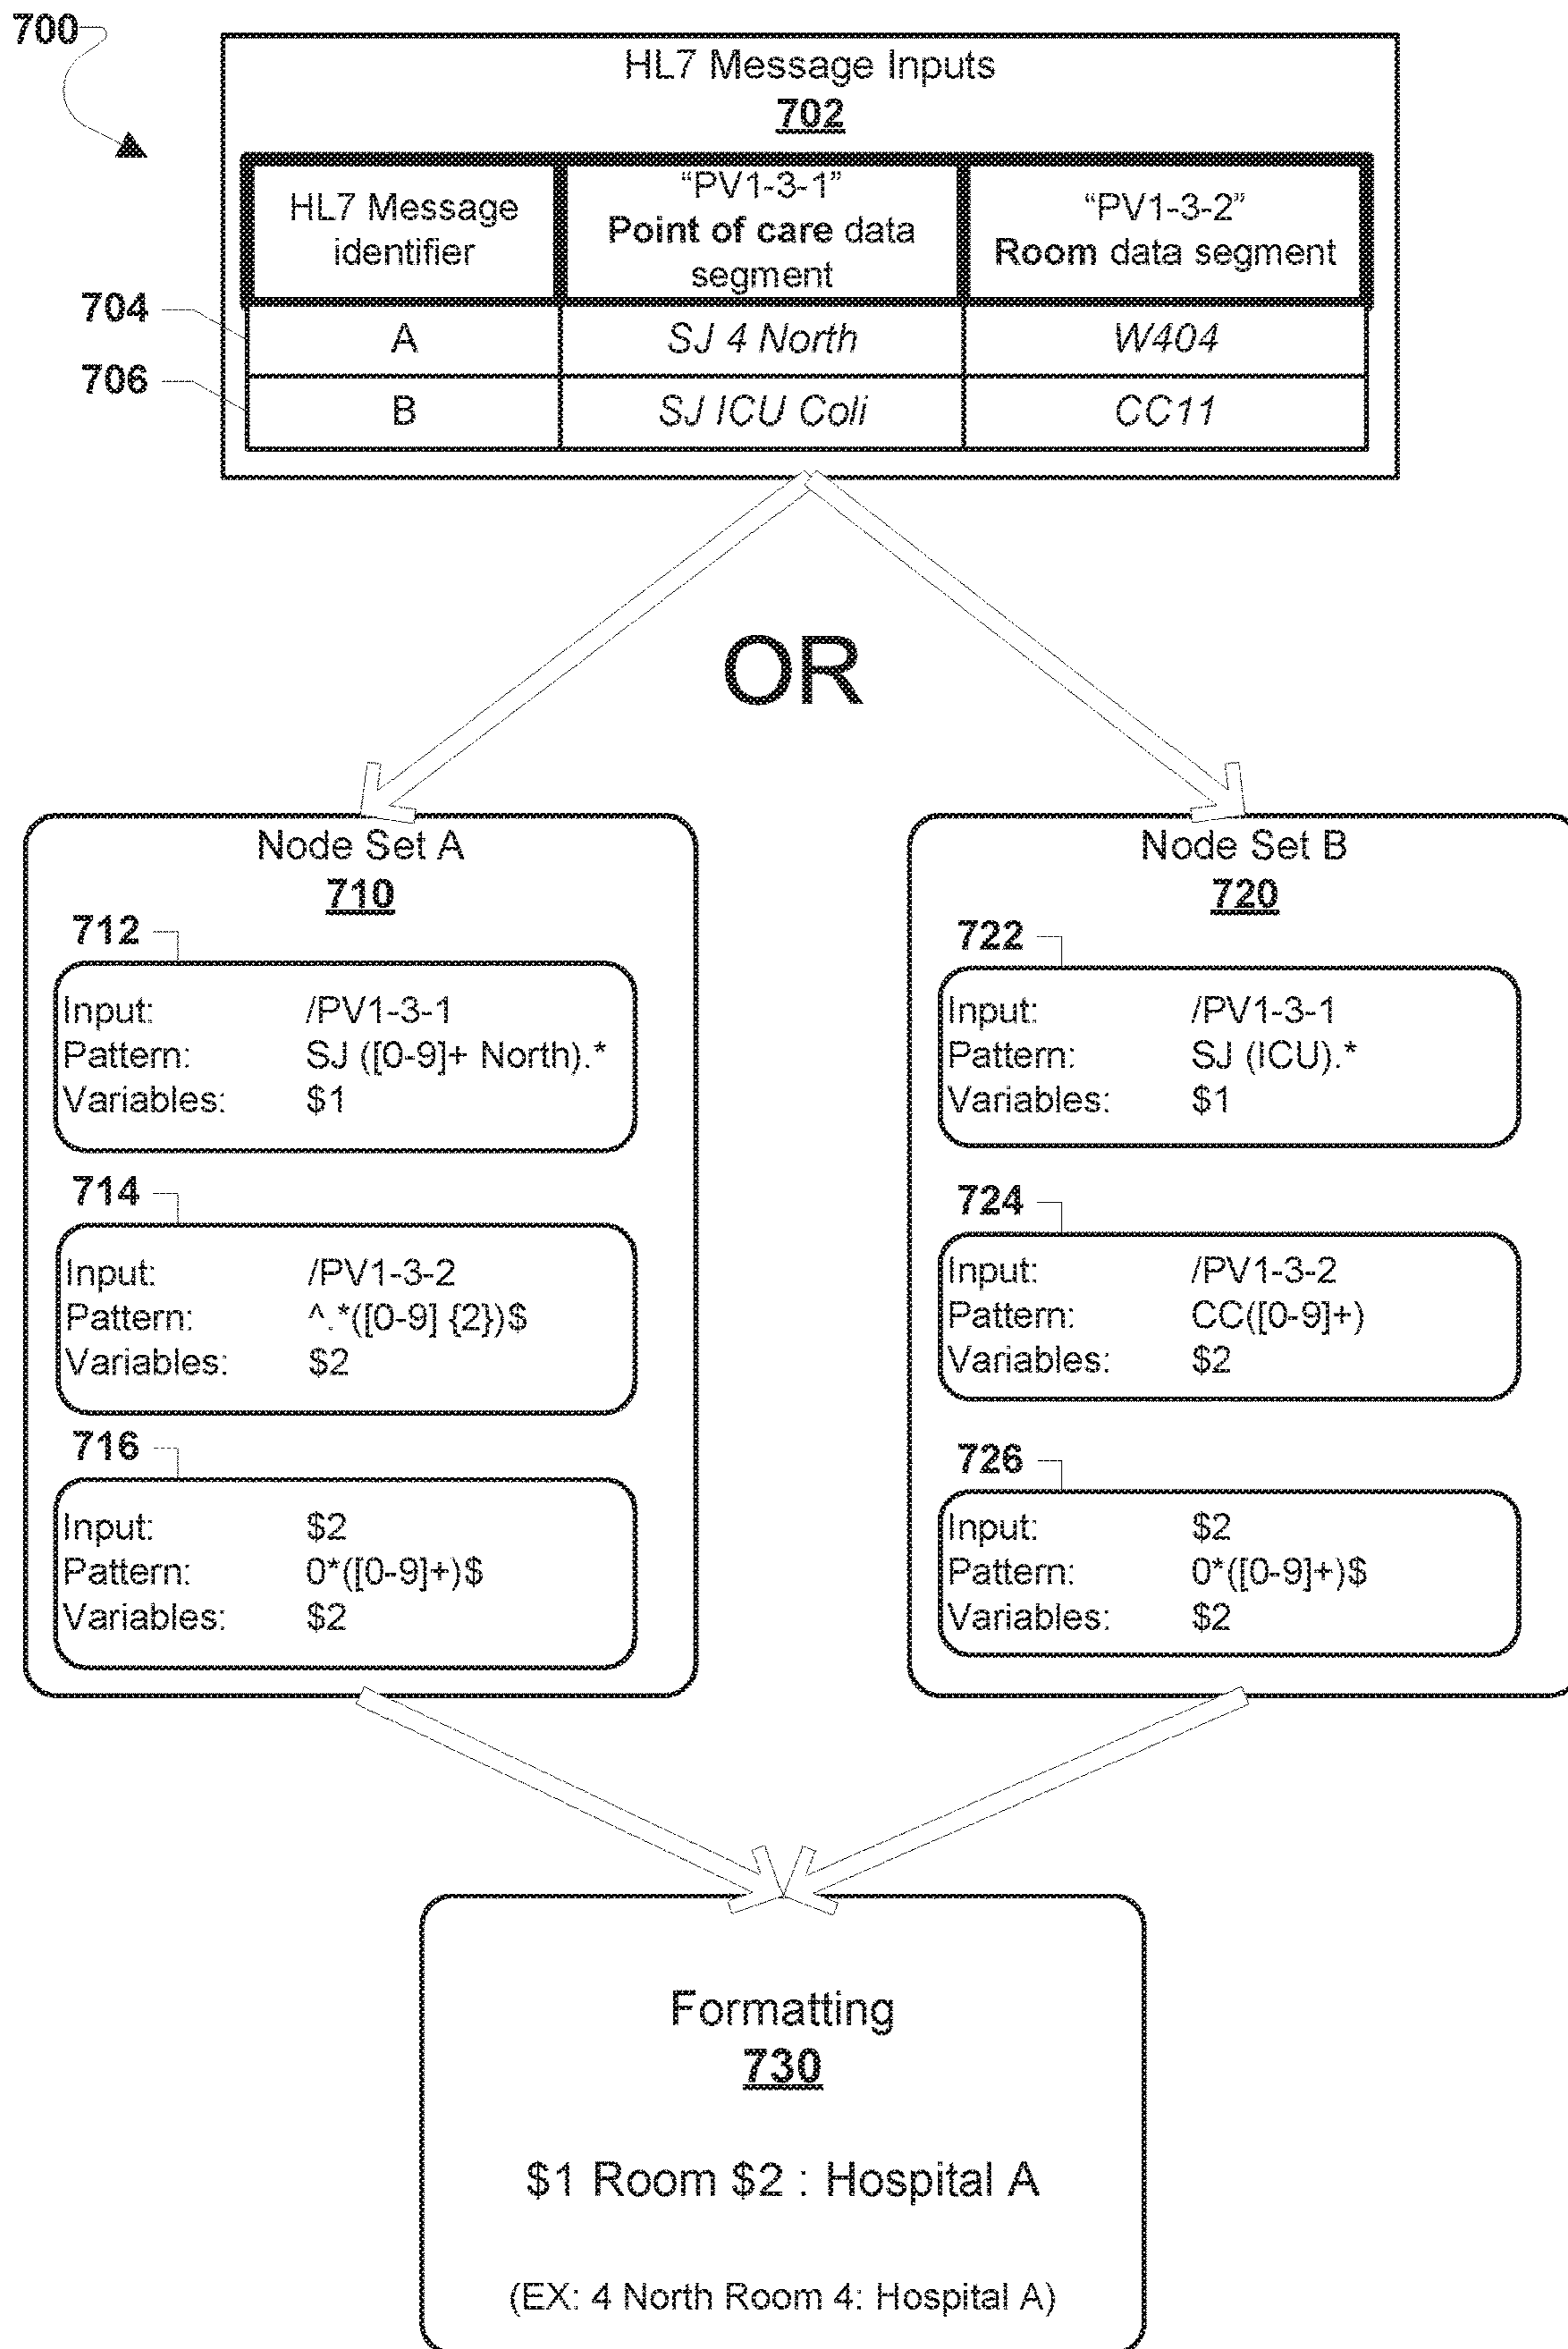 700
HL7 Message Inputs
702
HL7 Message
identifier
“PV1-3-1”
Point of care data
segment
“PV1-3-2”
Room data segment
704
A
SJ 4 North
W404
706
B
SJ ICU Coli
CC11
OR
Node Set A
710
712
Input: /PV1-3-1
Pattern: SJ ([0-9]+ North).*
Variables: $1
714
Input: /PV1-3-2
Pattern: ^.*([0-9] {2})$
Variables: $2
716
Input: $2
Pattern: 0*([0-9]+)$
Variables: $2
Node Set B
720
722
Input: /PV1-3-1
Pattern: SJ (ICU).*
Variables: $1
724
Input: /PV1-3-2
Pattern: CC([0-9]+)
Variables: $2
726
Input: $2
Pattern: 0*([0-9]+)$
Variables: $2
Formatting
730
$1 Room $2 : Hospital A
(EX: 4 North Room 4: Hospital A)